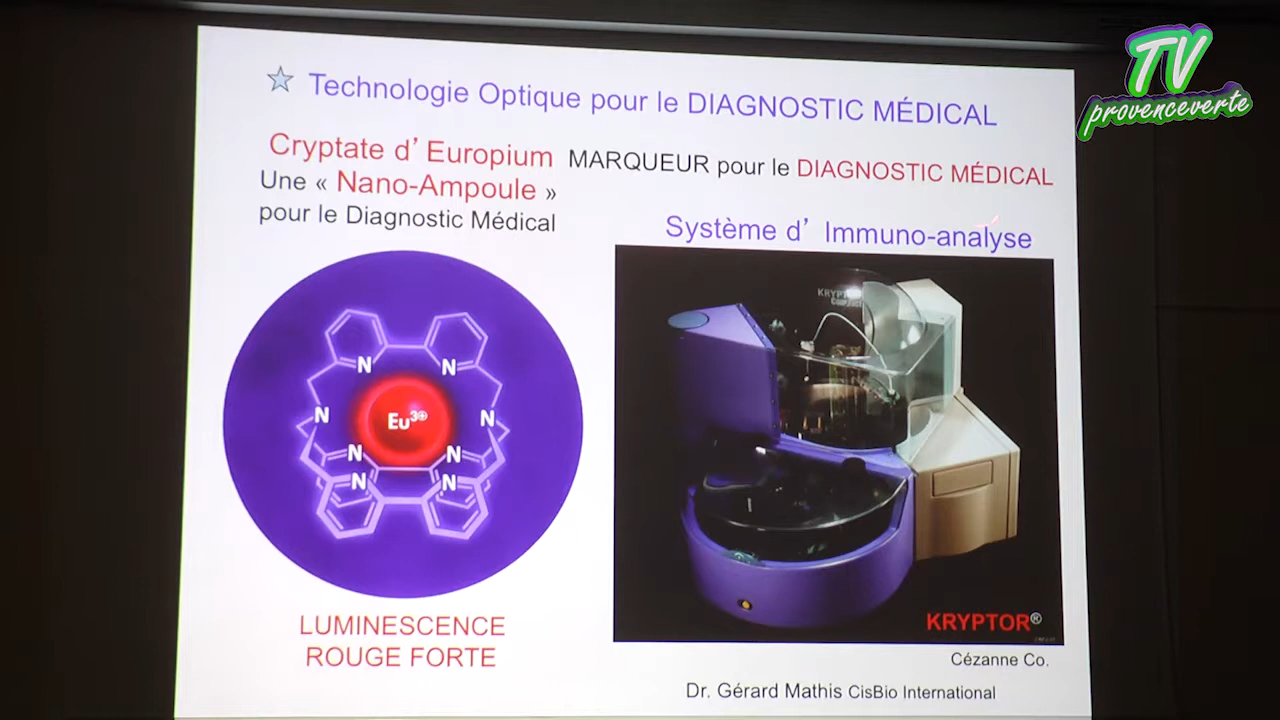 TV
provenceverte
☆ Technologie Optique pour le DIAGNOSTIC MÉDICAL
Cryptate d’ Europium MARQUEUR pour le DIAGNOSTIC MÉDICAL
Une « Nano-Ampoule »
pour le Diagnostic Médical
Système d’ Immuno-analyse
N N
N Eu³⁺ N
N N
N N
LUMINESCENCE
ROUGE FORTE
KRYPTOR®
Cézanne Co.
Dr. Gérard Mathis CisBio International